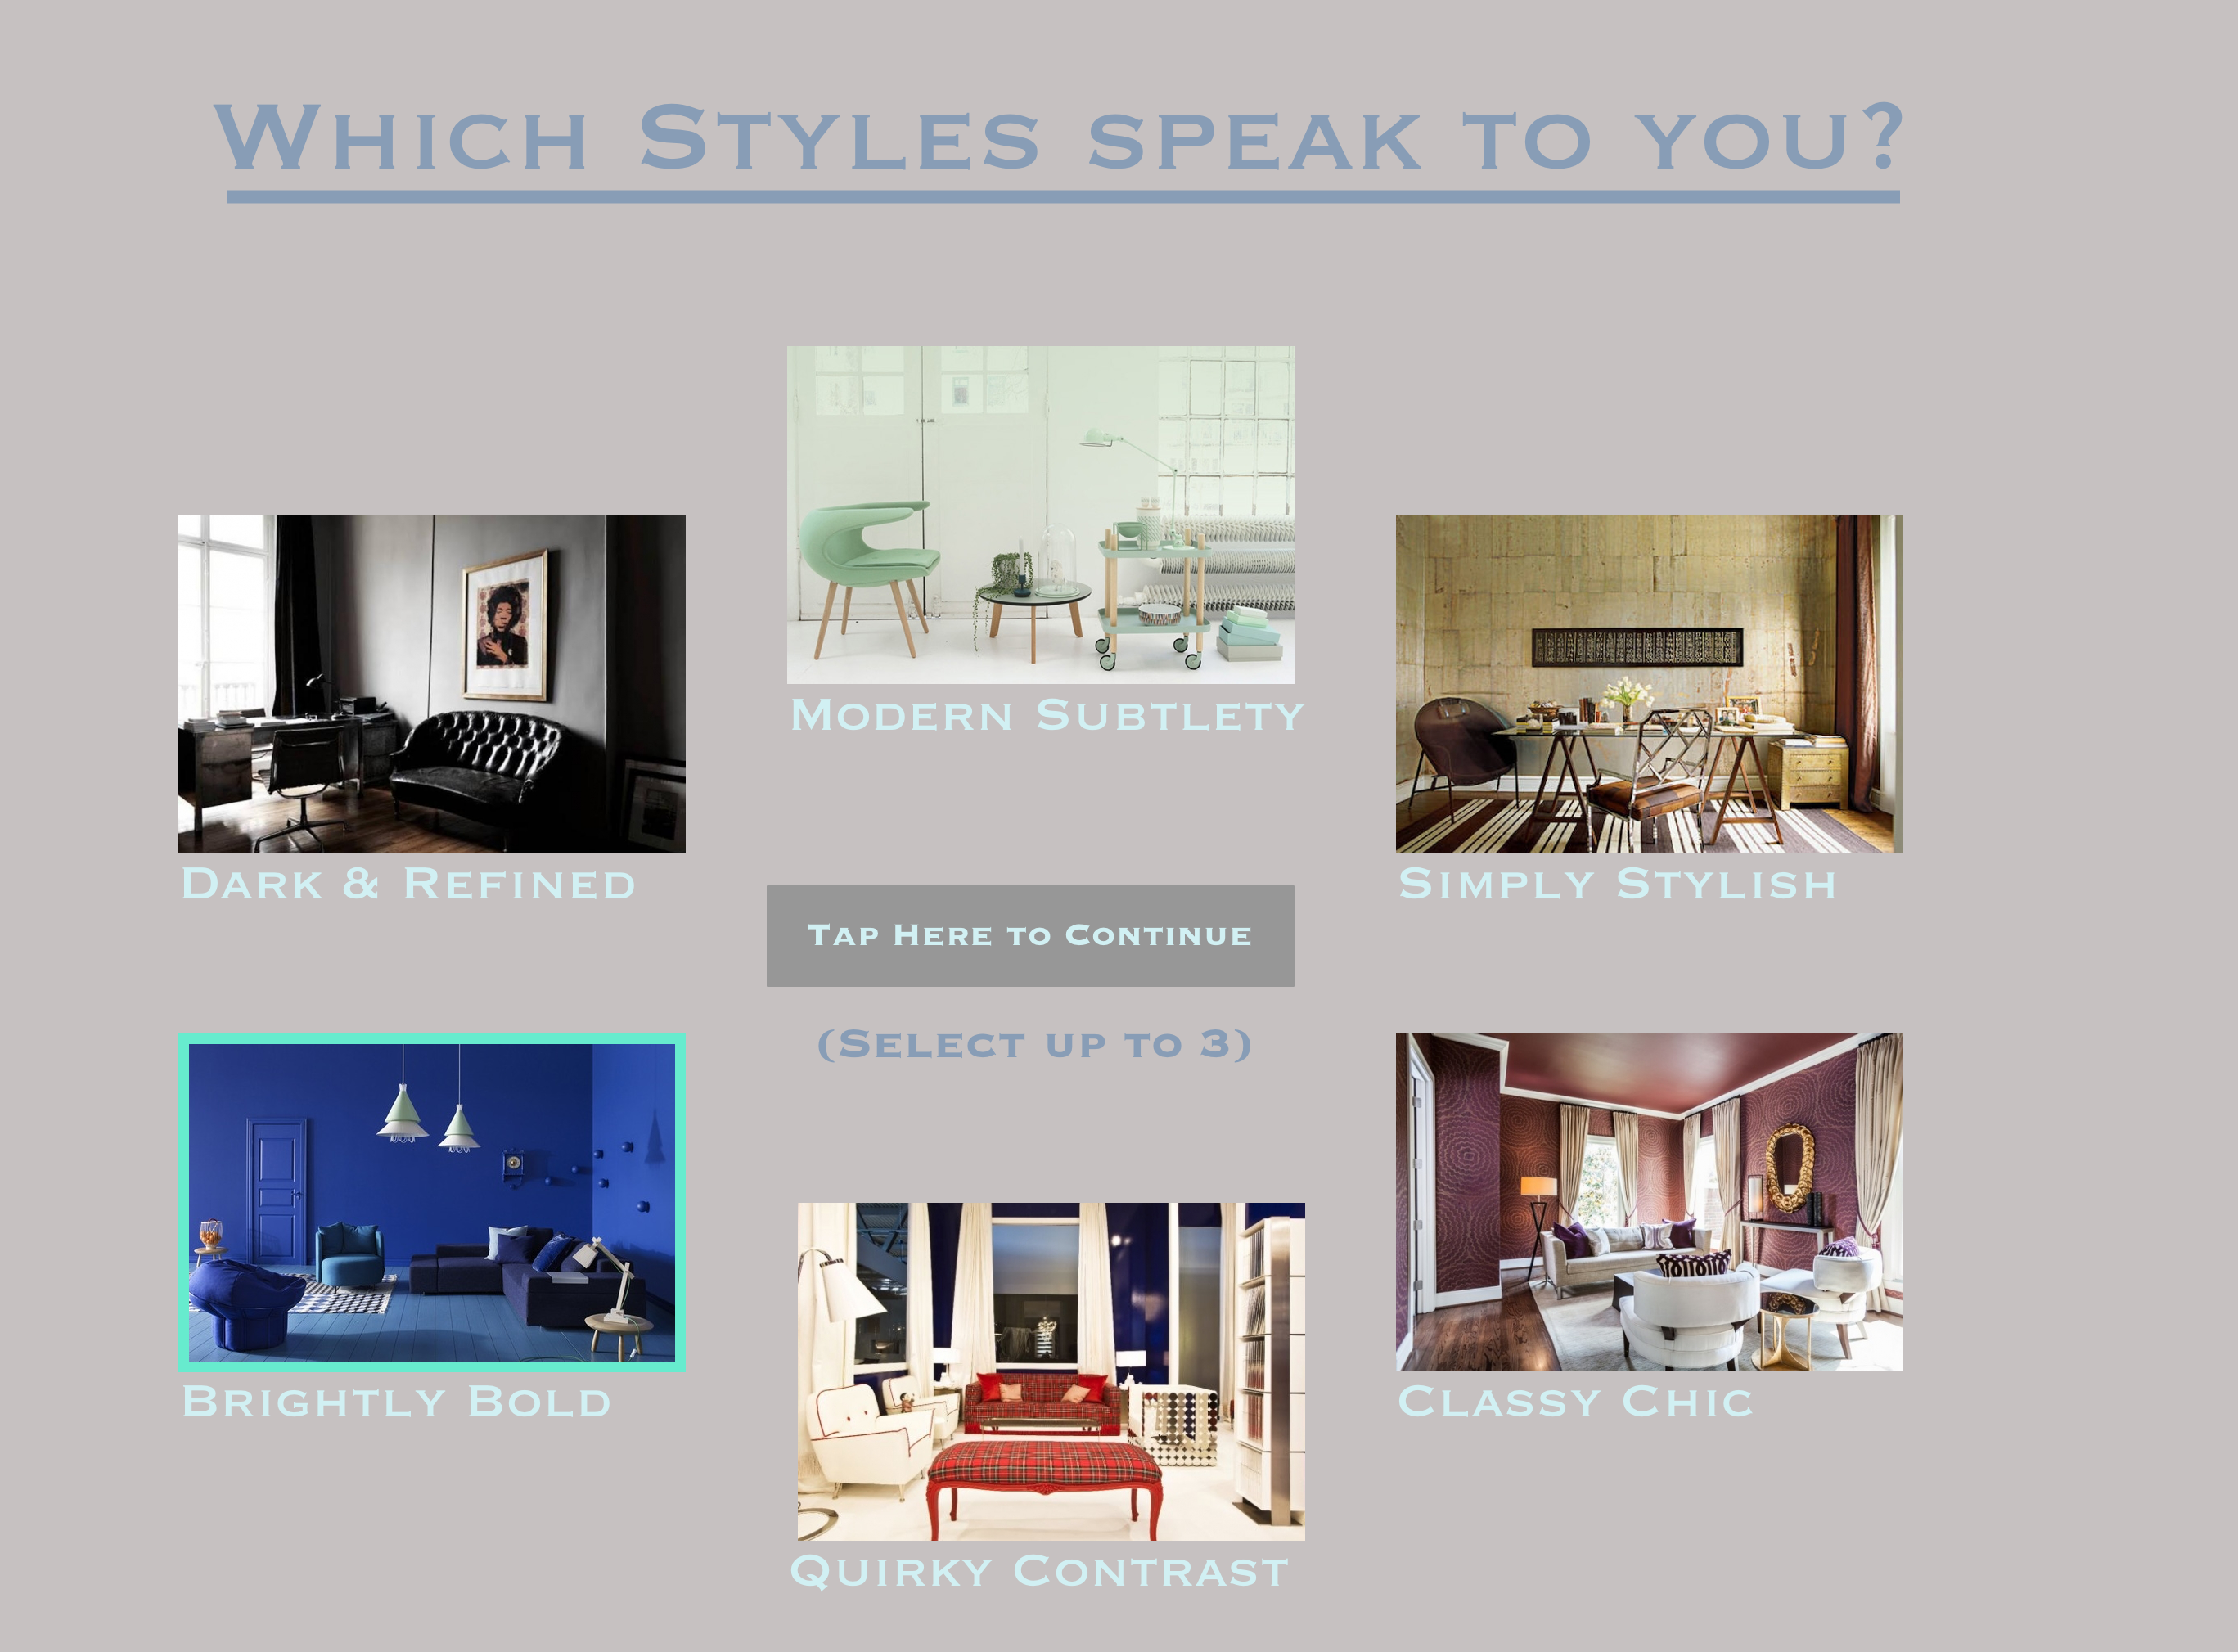 Which Styles speak to you?
Modern Subtlety
Dark & Refined
Simply Stylish
Tap Here to Continue
(Select up to 3)
Brightly Bold
Classy Chic
Quirky Contrast